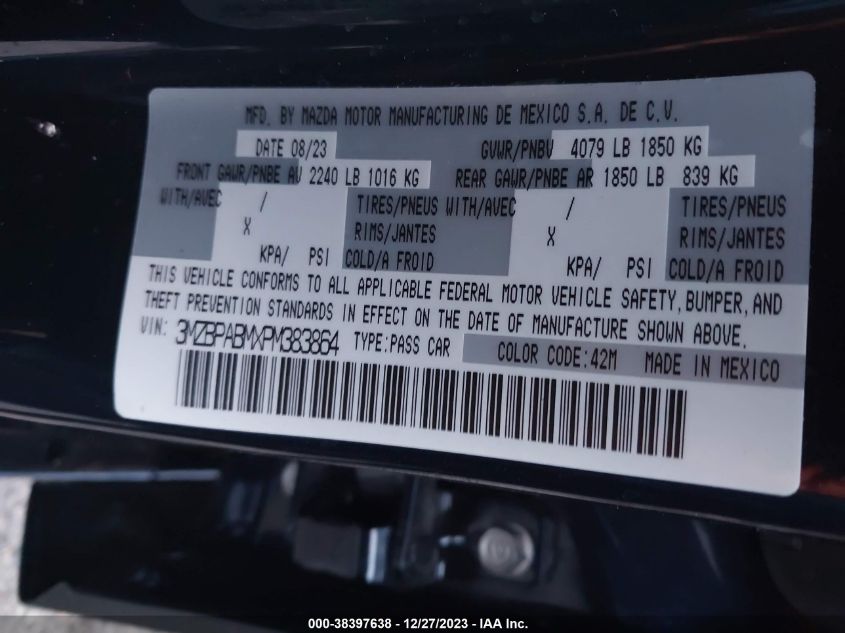 MFD. BY MAZDA MOTOR MANUFACTURING DE MEXICO S.A. DE C.V.
DATE 08/23 GVWR/PNBV 4079 LB 1850 KG
FRONT GAWR/PNBE AV 2240 LB 1016 KG REAR GAWR/PNBE AR 1850 LB 839 KG
WITH/AVEC / TIRES/PNEUS WITH/AVEC / TIRES/PNEUS
X RIMS/JANTES X RIMS/JANTES
KPA/ PSI COLD/A FROID KPA/ PSI COLD/A FROID
THIS VEHICLE CONFORMS TO ALL APPLICABLE FEDERAL MOTOR VEHICLE SAFETY, BUMPER, AND
THEFT PREVENTION STANDARDS IN EFFECT ON THE DATE OF MANUFACTURE SHOWN ABOVE.
VIN: 3MZBPABMXPM383864 TYPE:PASS CAR COLOR CODE:42M MADE IN MEXICO
000-38397638 - 12/27/2023 - IAA Inc.